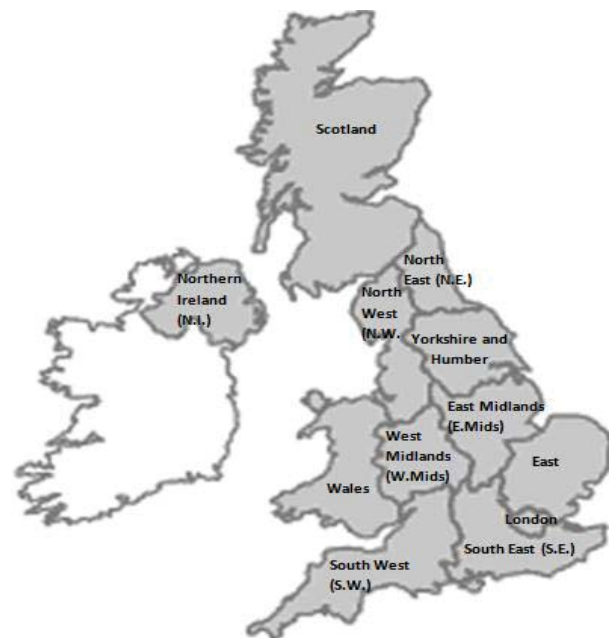 Scotland
North
East (N.E.)
Northern
Ireland
(N.I.)
North
West
(N.W.
Yorkshire and
Humber
East Midlands
(E.Mids)
West
Midlands
(W.Mids)
East
Wales
London
South East (S.E.)
South West
(S.W.)